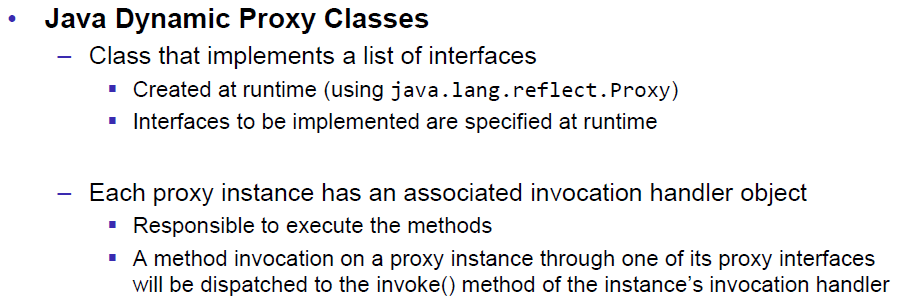 • Java Dynamic Proxy Classes
– Class that implements a list of interfaces
▪ Created at runtime (using java.lang.reflect.Proxy)
▪ Interfaces to be implemented are specified at runtime
– Each proxy instance has an associated invocation handler object
▪ Responsible to execute the methods
▪ A method invocation on a proxy instance through one of its proxy interfaces
will be dispatched to the invoke() method of the instance's invocation handler